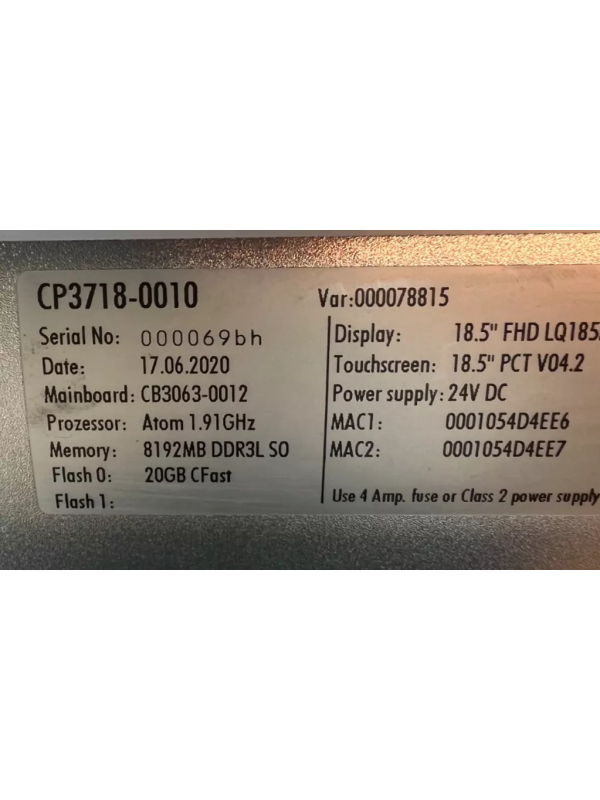 CP3718-0010 Var:000078815
Serial No: 000069bh
Date: 17.06.2020
Mainboard: CB3063-0012
Prozessor: Atom 1.91GHz
Memory: 8192MB DDR3L SO
Flash 0: 20GB CFast
Flash 1:
Display: 18.5" FHD LQ185
Touchscreen: 18.5" PCT V04.2
Power supply: 24V DC
MAC1: 0001054D4EE6
MAC2: 0001054D4EE7
Use 4 Amp. fuse or Class 2 power supply